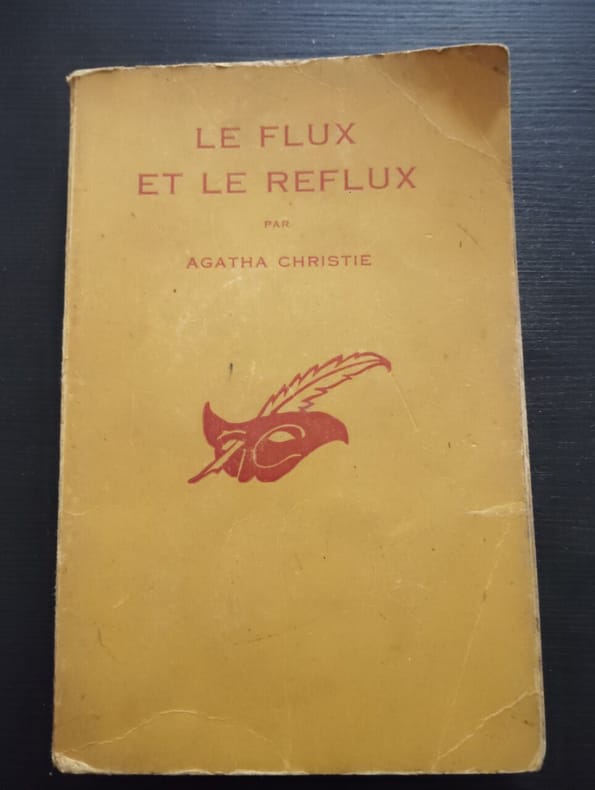 LE FLUX
ET LE REFLUX
PAR
AGATHA CHRISTIE